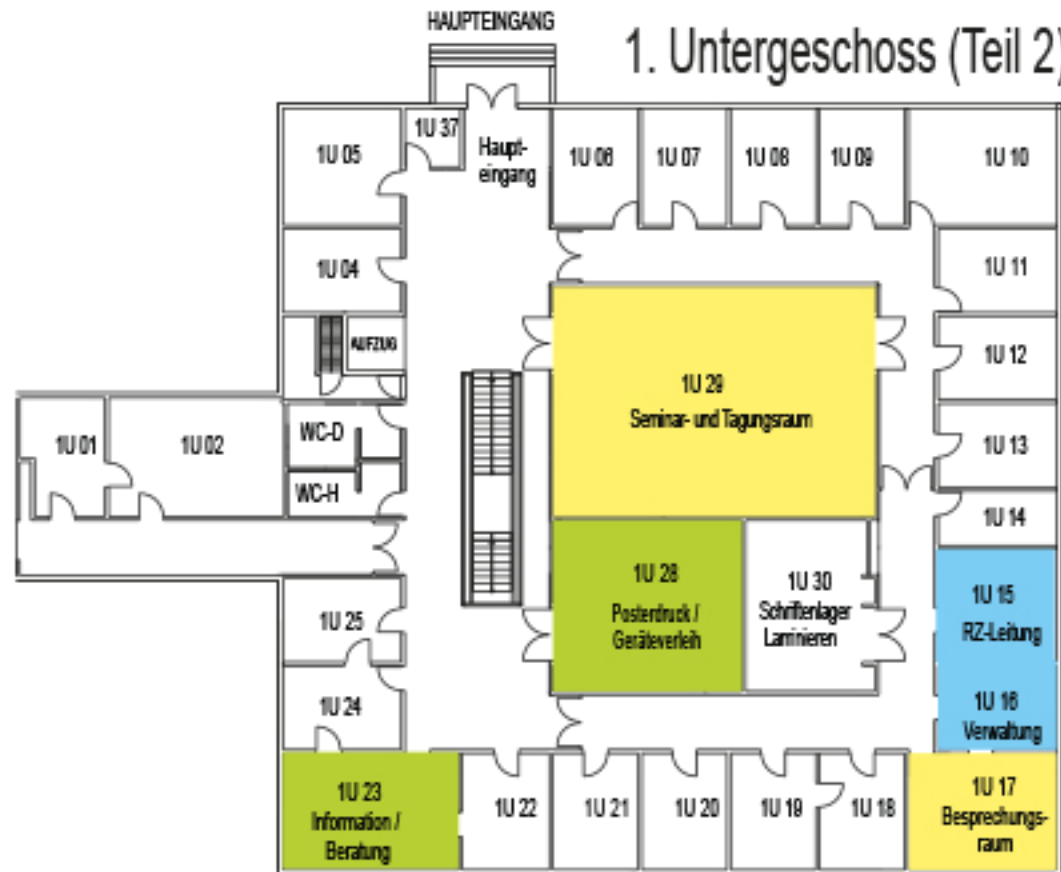 HAUPTEINGANG
1. Untergeschoss (Teil 2)
1U 05
1U 37
Haupt-
eingang
1U 06
1U 07
1U 08
1U 09
1U 10
1U 04
1U 11
AUFZUG
1U 12
1U 29
Seminar- und Tagungsraum
1U 01
1U 02
WC-D
WC-H
1U 13
1U 14
1U 28
Posterdruck /
Geräteverleih
1U 30
Schriftenlager
Laminieren
1U 15
RZ-Leitung
1U 25
1U 24
1U 16
Verwaltung
1U 23
Information /
Beratung
1U 22
1U 21
1U 20
1U 19
1U 18
1U 17
Besprechungs-
raum